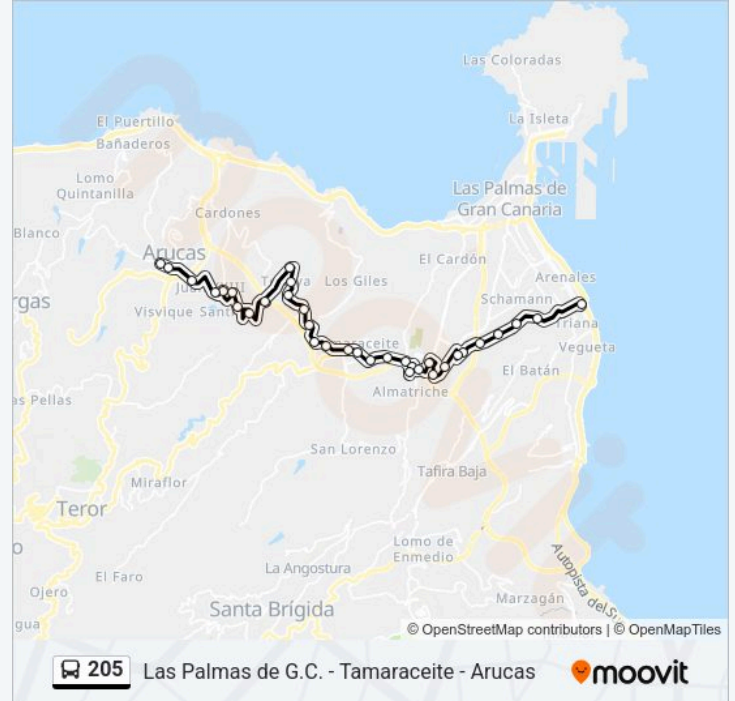 Las Coloradas
La Isleta
El Puertillo
Bañaderos
Lomo
Quintanilla
Cardones
Las Palmas de
Gran Canaria
Blanco
Arucas
El Cardón
Los Giles
Arenales
Schamann
rgas
Visvique
Triana
Vegueta
El Batán
as Pellas
Almatriche
San Lorenzo
Tafira Baja
Miraflor
Teror
Lomo de
Enmedio
La Angostura
El Faro
Ojero
Marzagán
Autopista del Su
Santa Brígida
gua
© OpenStreetMap contributors | © OpenMapTiles
205 Las Palmas de G.C. - Tamaraceite - Arucas moovit